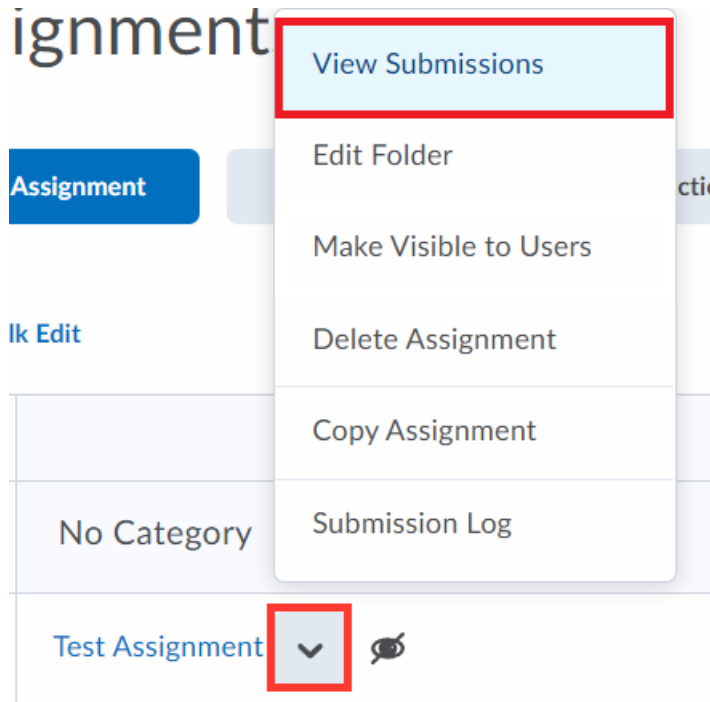 ignment
View Submissions
Edit Folder
Assignment
Make Visible to Users
lk Edit
Delete Assignment
Copy Assignment
No Category
Submission Log
Test Assignment